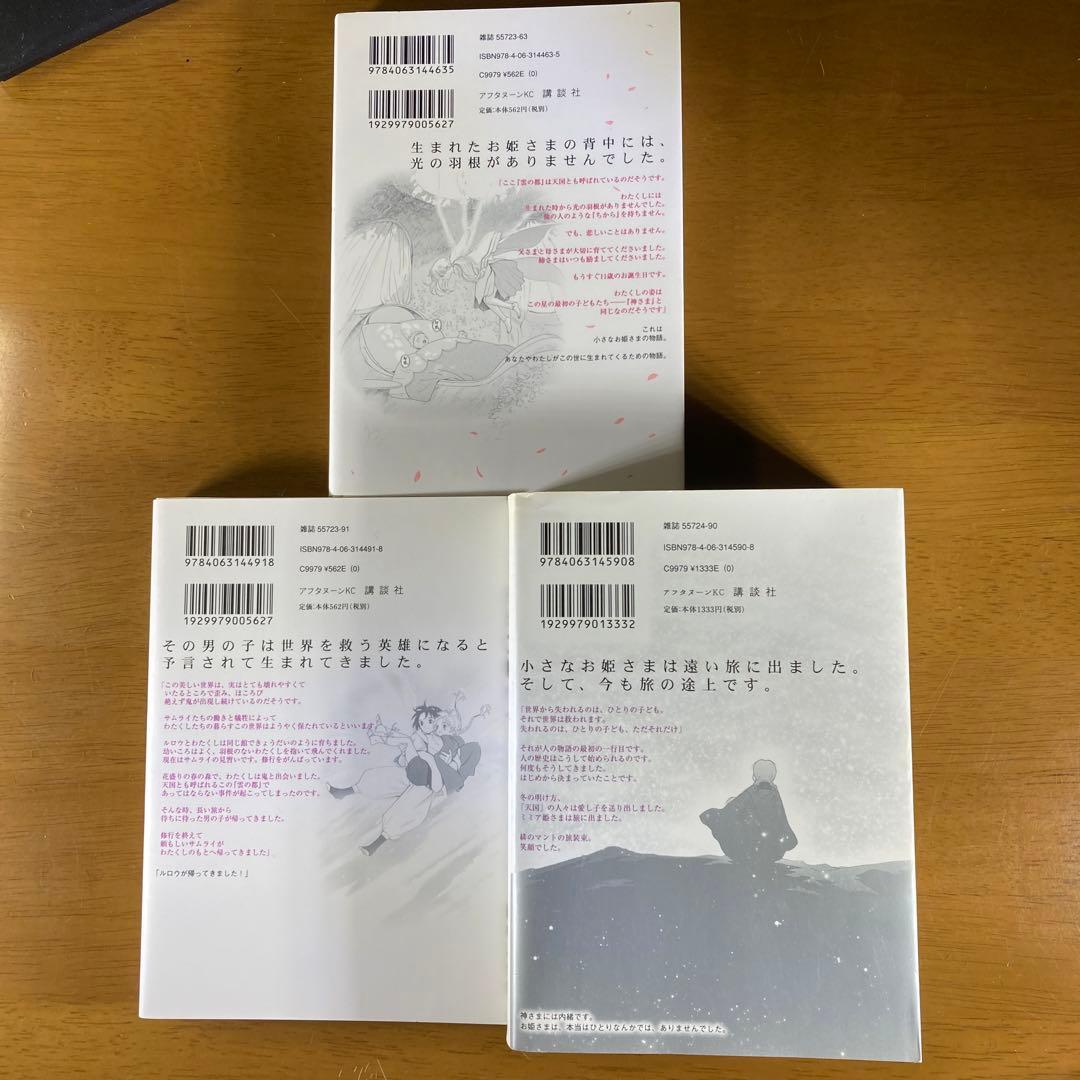 雑誌 55723-63
ISBN978-4-06-314463-5
C9979 ¥562E (0)
9784063144635
アフタヌーンKC 講談社
定価:本体562円(税別)
1929979005627
生まれたお姫さまの背中には、
光の羽根がありませんでした。
「ここ『雲の都』は天国とも呼ばれているのだそうです。
わたくしには
生まれた時から光の羽根がありませんでした。
他の人のような『ちから』を持ちません。
でも、悲しいことはありません。
父さまと母さまが大切に育ててくださいました。
姉さまはいつも励ましてくださいました。
もうすぐ11歳のお誕生日です。
わたくしの姿は
この星の最初の子どもたち——『神さま』と
同じなのだそうです」
これは
小さなお姫さまの物語。
あなたやわたしがこの世に生まれてくるための物語。
雑誌 55723-91
ISBN978-4-06-314491-8
9784063144918
C9979 ¥562E (0)
アフタヌーンKC 講談社
定価:本体562円(税別)
1929979005627
その男の子は世界を救う英雄になると
予言されて生まれてきました。
「この美しい世界は、実はとても壊れやすくて
いたるところで歪み、ほころび
絶えず鬼が出現し続けているのだそうです。
サムライたちの働きと犠牲によって
わたくしたちの暮らすこの世界はようやく保たれているといいます。
ルロウとわたくしは同じ館できょうだいのように育ちました。
幼いころはよく、羽根のないわたくしを抱いて飛んでくれました。
現在はサムライの見習いです。修行をがんばっています。
花盛りの春の森で、わたくしは鬼と出会いました。
天国とも呼ばれるこの『雲の都』で
あってはならない事件が起こってしまったのです。
そんな時、長い旅から
待ちに待った男の子が帰ってきました。
修行を終えて
頼もしいサムライが
わたくしのもとへ帰ってきました」
「ルロウが帰ってきました!」
雑誌 55724-90
ISBN978-4-06-314590-8
9784063145908
C9979 ¥1333E (0)
アフタヌーンKC 講談社
定価:本体1333円(税別)
1929979013332
小さなお姫さまは遠い旅に出ました。
そして、今も旅の途上です。
「世界から失われるのは、ひとりの子ども。
それで世界は救われます。
失われるのは、ひとりの子ども、ただそれだけ」
それが人の物語の最初の一行目です。
人の歴史はこうして始められるのです。
何度もそうしてきました。
はじめから決まっていたことです。
冬の明け方、
「天国」の人々は愛し子を送り出しました。
ミミア姫さまは旅に出ました。
緋のマントの旅装束。
笑顔でした。
神さまには内緒です。
お姫さまは、本当はひとりなんかでは、ありませんでした。